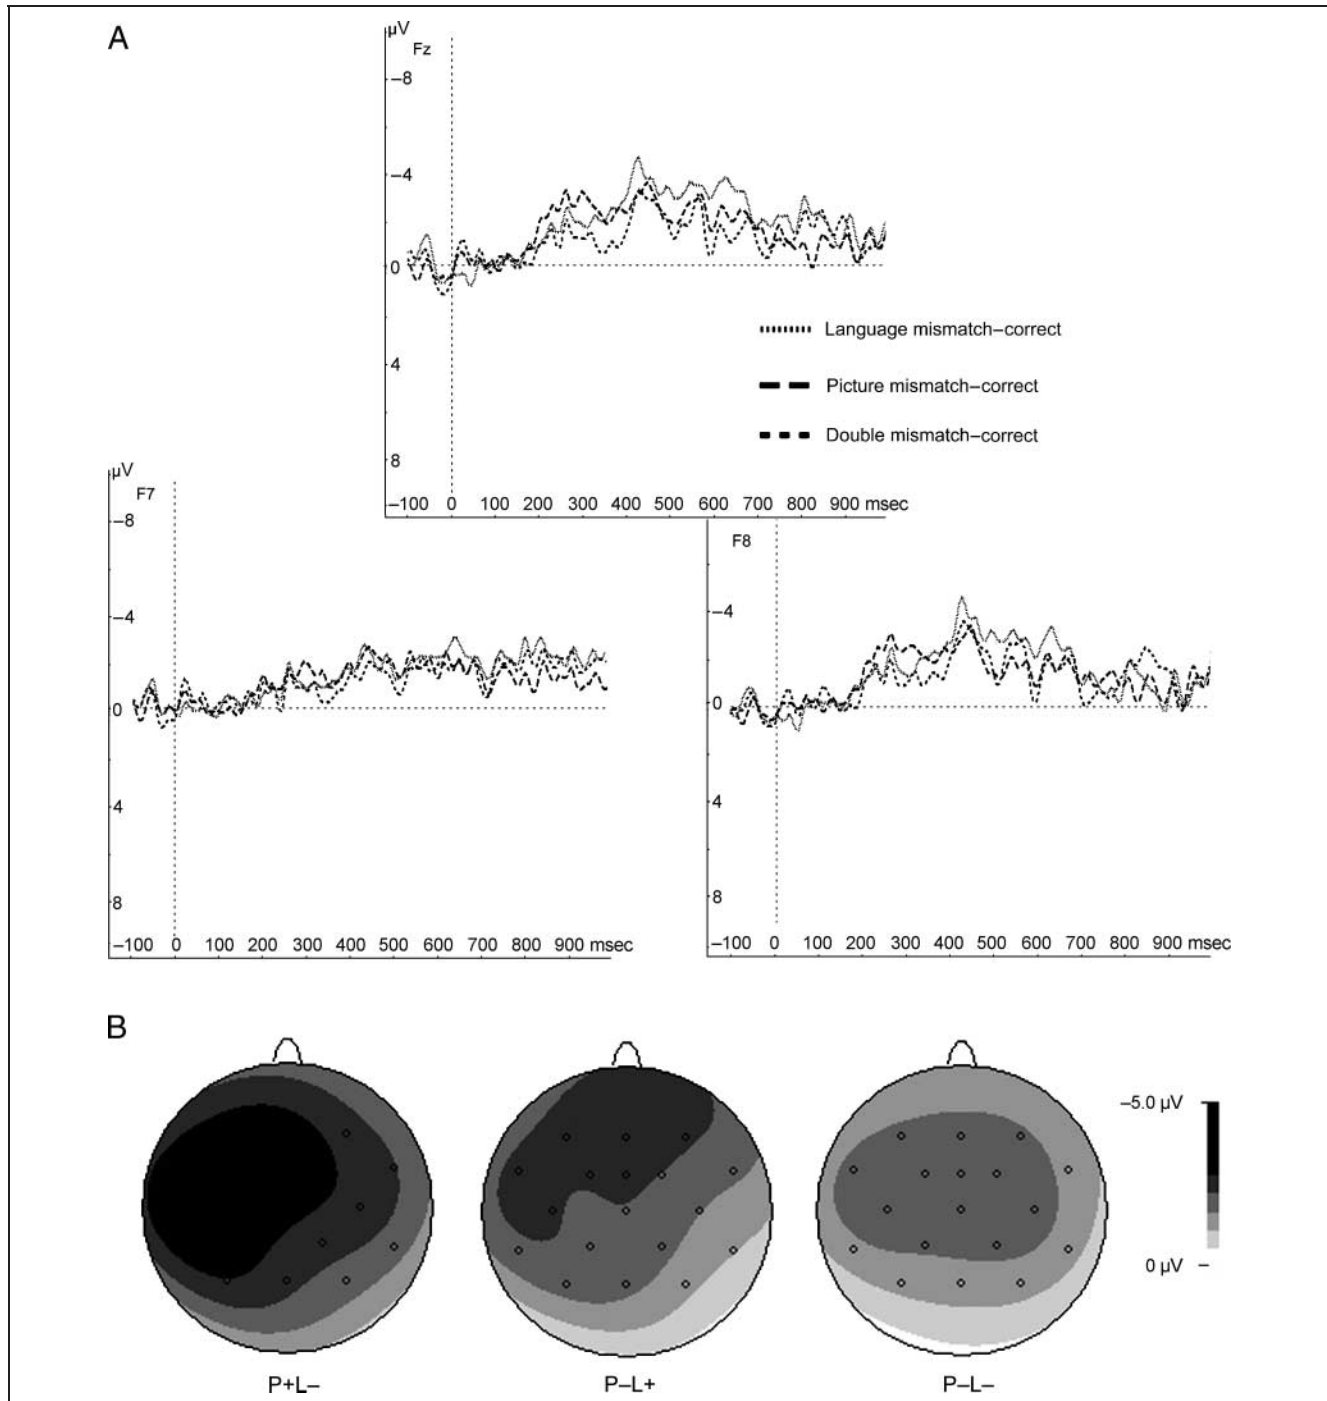 A
µV
Fz
–8
–4
0
4
8
–100 0 100 200 300 400 500 600 700 800 900 msec
Language mismatch–correct
Picture mismatch–correct
Double mismatch–correct
µV
F7
–8
–4
0
4
8
–100 0 100 200 300 400 500 600 700 800 900 msec
F8
–4
0
4
8
–100 0 100 200 300 400 500 600 700 800 900 msec
B
–5.0 µV
0 µV
P+L–
P–L+
P–L–